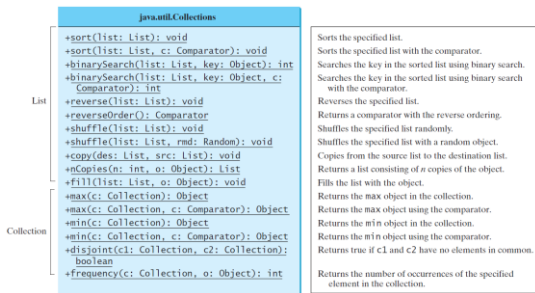 java.util.Collections
List
+sort(list: List): void
Sorts the specified list.
+sort(list: List, c: Comparator): void
Sorts the specified list with the comparator.
+binarySearch(list: List, key: Object): int
Searches the key in the sorted list using binary search.
+binarySearch(list: List, key: Object, c:
Comparator): int
Searches the key in the sorted list using binary search
with the comparator.
+reverse(list: List): void
Reverses the specified list.
+reverseOrder(): Comparator
Returns a comparator with the reverse ordering.
+shuffle(list: List): void
Shuffles the specified list randomly.
+shuffle(list: List, rmd: Random): void
Shuffles the specified list with a random object.
+copy(des: List, src: List): void
Copies from the source list to the destination list.
+nCopies(n: int, o: Object): List
Returns a list consisting of n copies of the object.
+fill(list: List, o: Object): void
Fills the list with the object.
Collection
+max(c: Collection): Object
Returns the max object in the collection.
+max(c: Collection, c: Comparator): Object
Returns the max object using the comparator.
+min(c: Collection): Object
Returns the min object in the collection.
+min(c: Collection, c: Comparator): Object
Returns the min object using the comparator.
+disjoint(c1: Collection, c2: Collection):
boolean
Returns true if c1 and c2 have no elements in common.
+frequency(c: Collection, o: Object): int
Returns the number of occurrences of the specified
element in the collection.